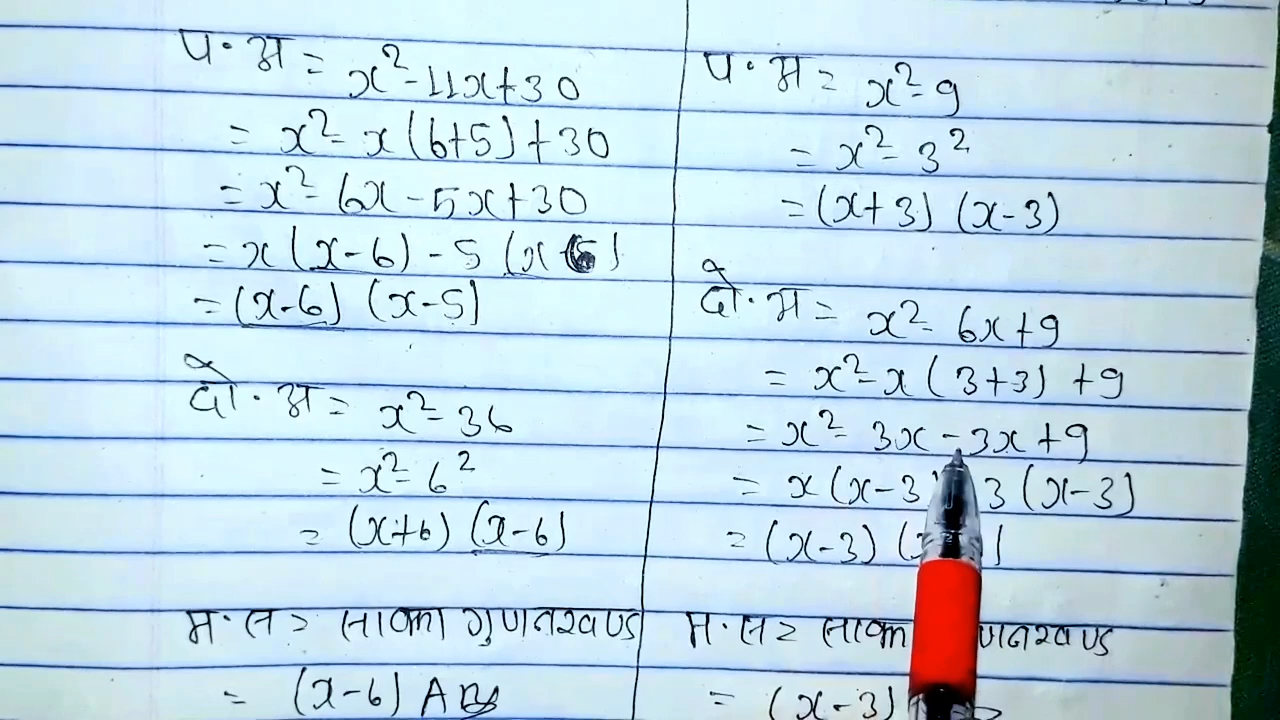 प. अ = x²-11x+30
= x²- x(6+5)+30
= x²- 6x-5x+30
= x(x-6)-5(x-6)
= (x-6) (x-5)
दो. अ = x²-36
= x²-6²
= (x+6) (x-6)
म. स = साझा गुणनखण्ड
= (x-6) Ans
प. अ = x²-9
= x²-3²
= (x+3) (x-3)
दो. अ = x²- 6x+9
= x²-x(3+3) +9
= x²- 3x-3x+9
= x(x-3) 3(x-3)
= (x-3) (x
म. स = साझा णनखण्ड
= (x-3)